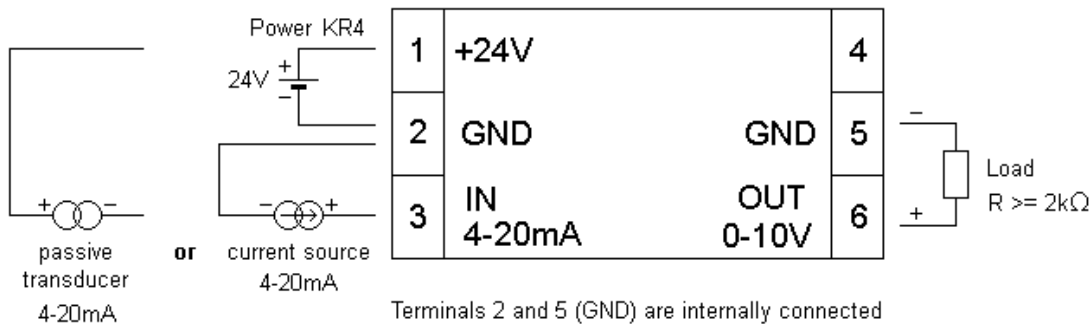 Power KR4
24V
+
−
1 +24V
2 GND
3 IN
4-20mA
4
GND 5
OUT 6
0-10V
−
+
Load
R >= 2kΩ
+ −
passive
transducer
4-20mA
or
− +
current source
4-20mA
Terminals 2 and 5 (GND) are internally connected